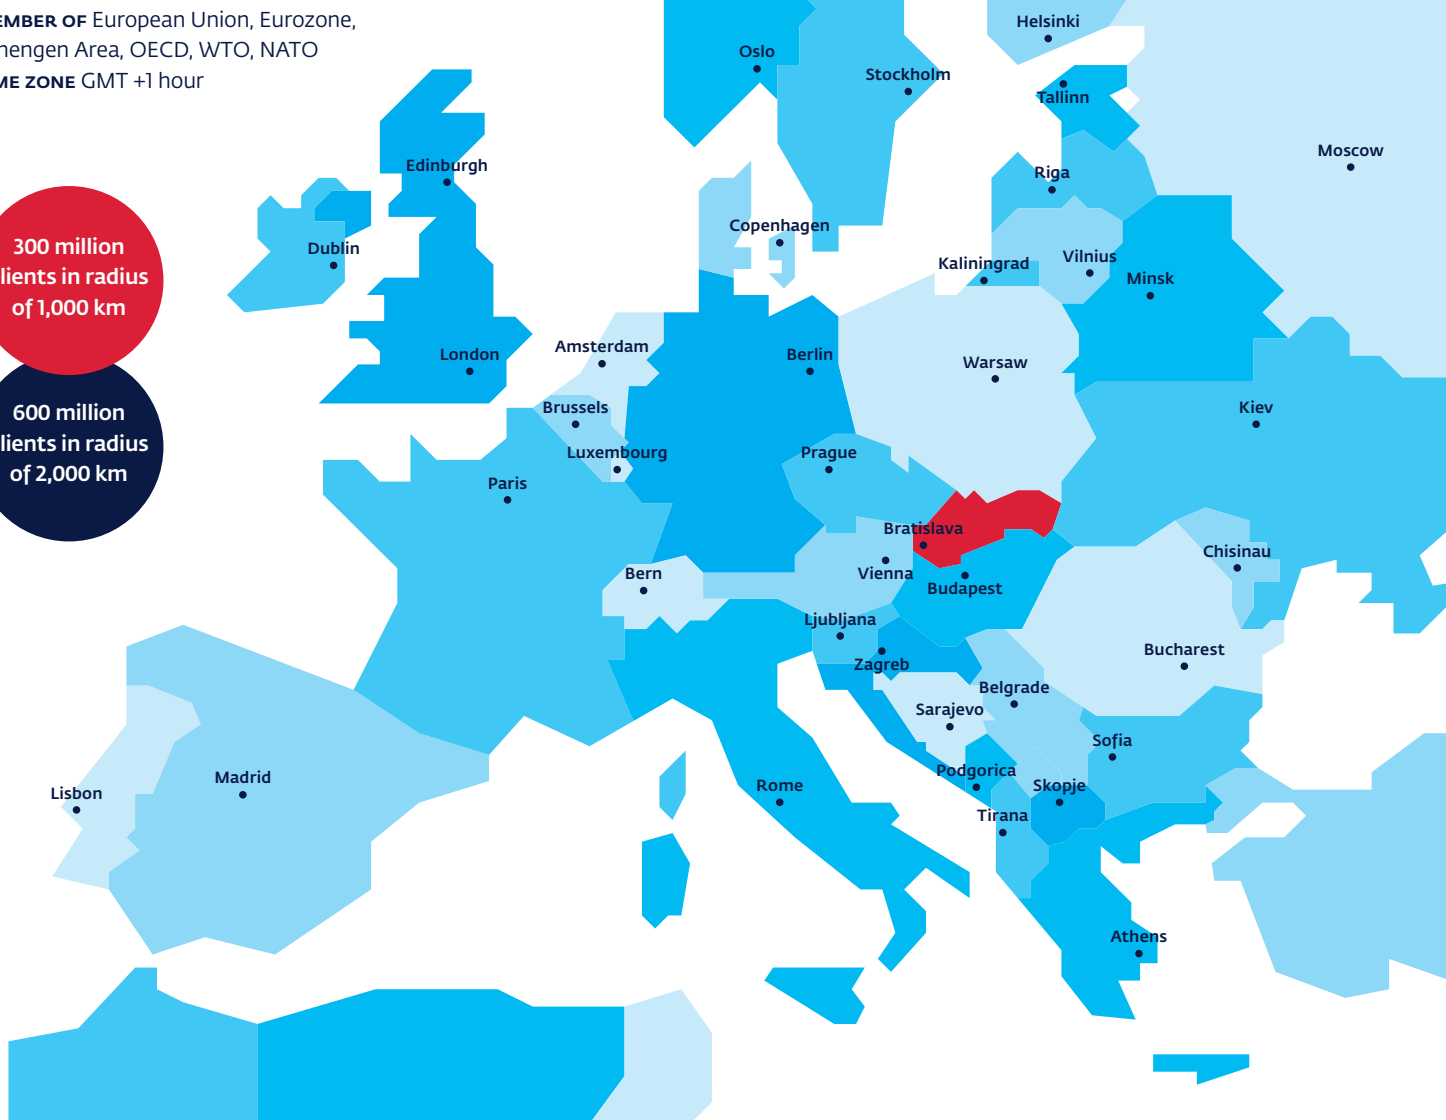 EMBER OF European Union, Eurozone,
hengen Area, OECD, WTO, NATO
ME ZONE GMT +1 hour
Helsinki
Oslo
Stockholm
Tallinn
Moscow
Edinburgh
Riga
Copenhagen
300 million
lients in radius
of 1,000 km
Dublin
Vilnius
Kaliningrad
Minsk
Amsterdam
London
Berlin
Warsaw
Brussels
Kiev
600 million
lients in radius
of 2,000 km
Luxembourg
Prague
Paris
Bratislava
Chisinau
Bern
Vienna
Budapest
Ljubljana
Bucharest
Zagreb
Belgrade
Sarajevo
Sofia
Podgorica
Madrid
Rome
Skopje
Lisbon
Tirana
Athens